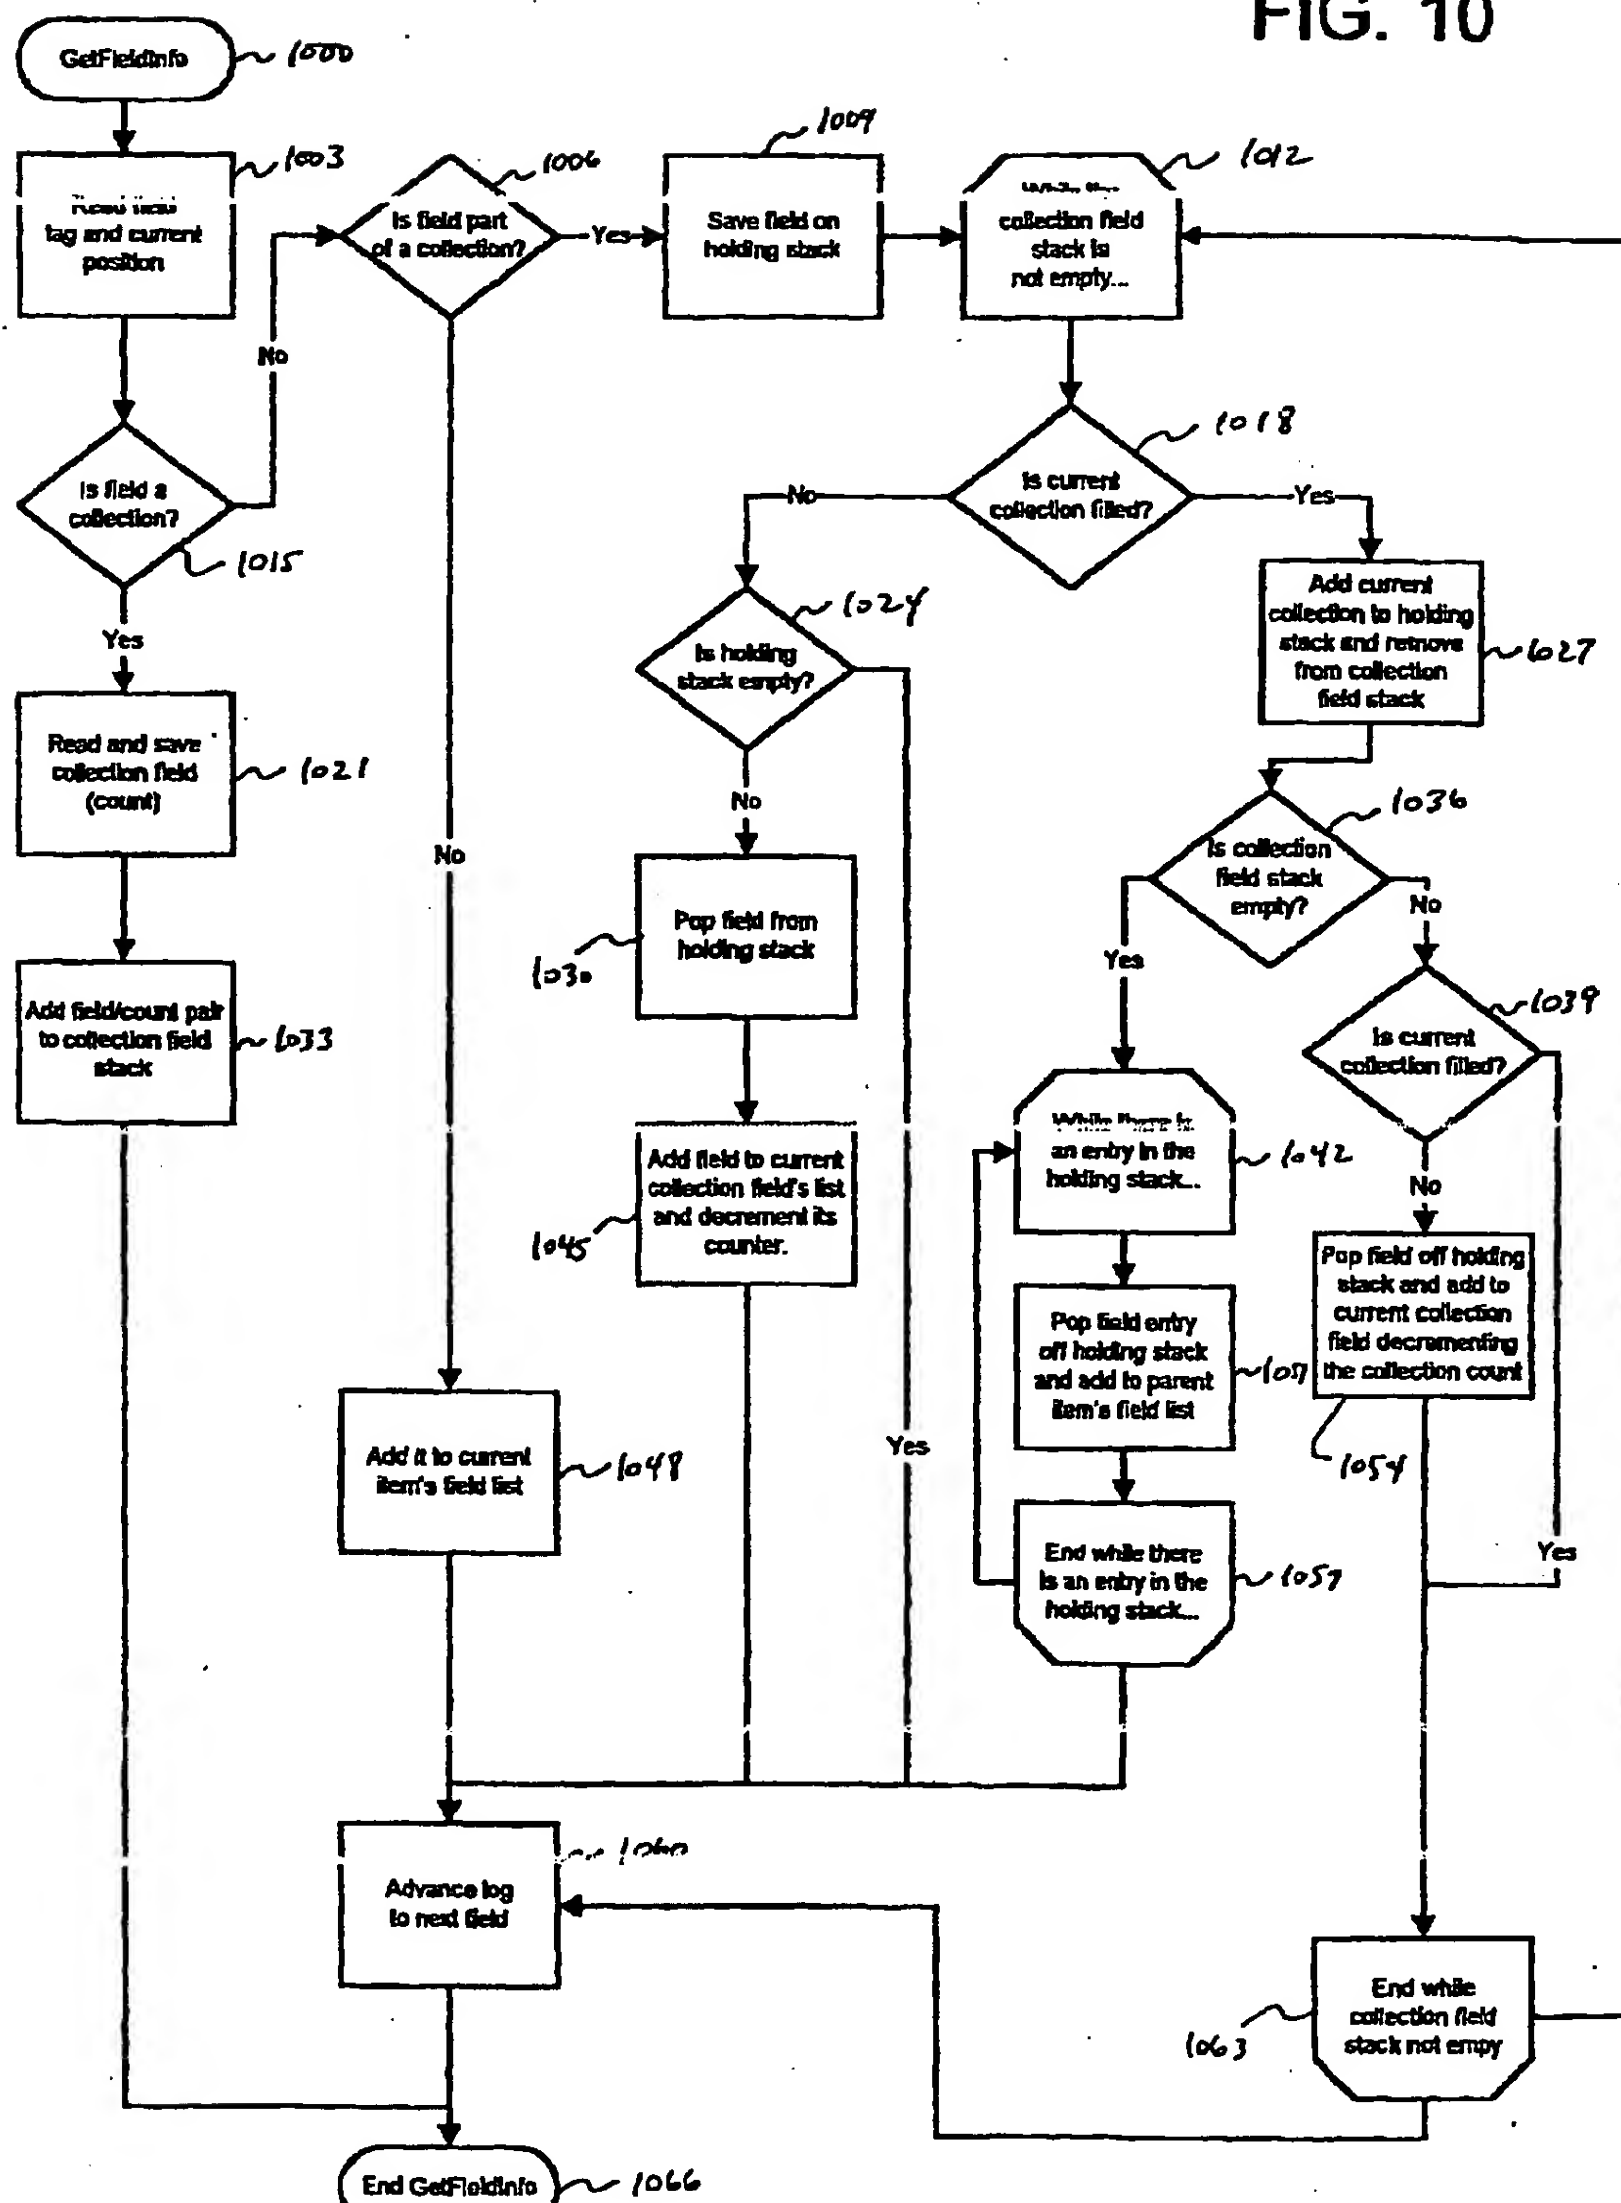 FIG. 10
GetFieldInfo
1000
1003
tag and current
position
1006
Is field part
of a collection?
Yes
No
1009
Save field on
holding stack
1012
collection field
stack is
not empty...
Is field a
collection?
No
1015
Yes
1018
Is current
collection filled?
No
Yes
1024
Is holding
stack empty?
No
Yes
Add current
collection to holding
stack and remove
from collection
field stack
1027
Read and save
collection field
(count)
1021
1036
Is collection
field stack
empty?
Yes
No
Pop field from
holding stack
1030
Add field/count pair
to collection field
stack
1033
1039
Is current
collection filled?
No
Yes
While there is
an entry in the
holding stack...
1042
Add field to current
collection field's list
and decrement its
counter.
1045
Pop field entry
off holding stack
and add to parent
item's field list
Pop field off holding
stack and add to
current collection
field decrementing
the collection count
1054
Add it to current
item's field list
1048
End while there
is an entry in the
holding stack...
1057
Advance log
to next field
1060
End while
collection field
stack not empy
1063
End GetFieldInfo
1066